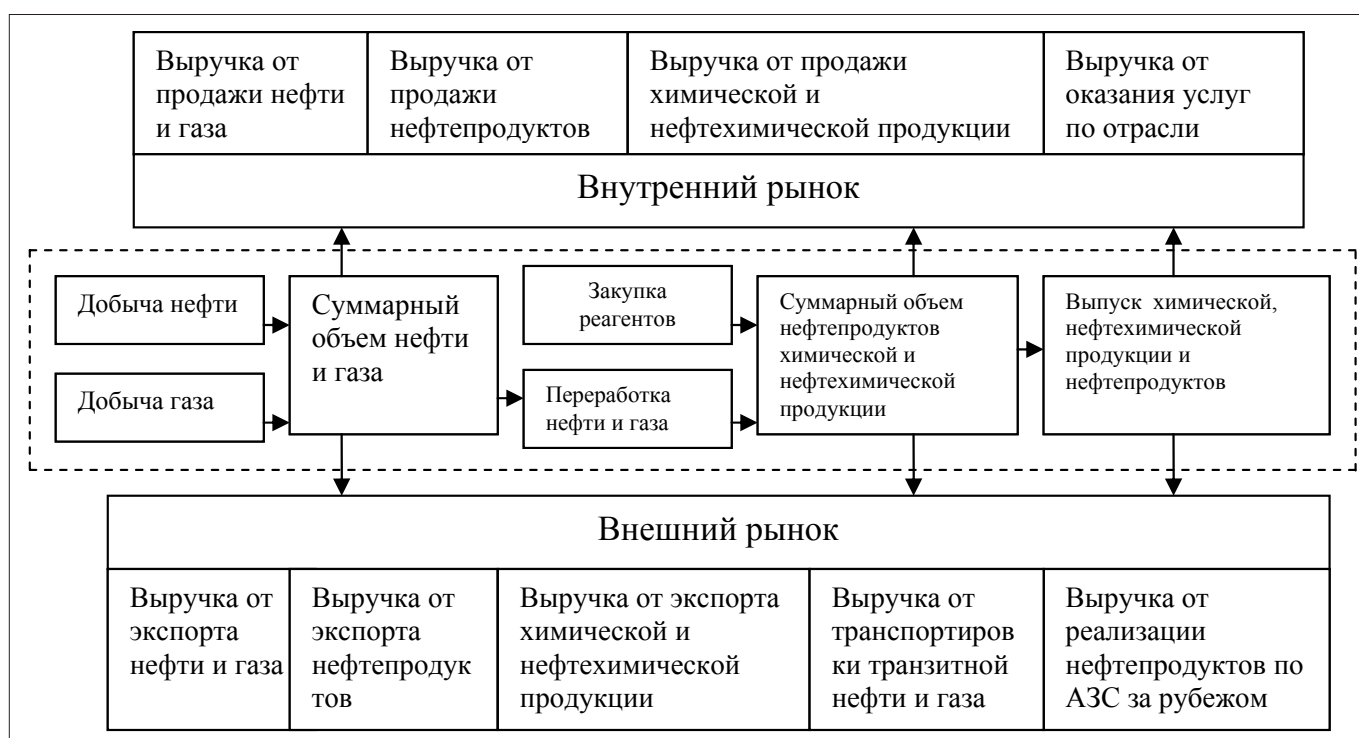 Выручка от
продажи нефти
и газа
Выручка от
продажи
нефтепродуктов
Выручка от продажи
химической и
нефтехимической продукции
Выручка от
оказания услуг
по отрасли
Внутренний рынок
Добыча нефти
Добыча газа
Суммарный
объем нефти
и газа
Закупка
реагентов
Переработка
нефти и газа
Суммарный объем
нефтепродуктов
химической и
нефтехимической
продукции
Выпуск химической,
нефтехимической
продукции и
нефтепродуктов
Внешний рынок
Выручка от
экспорта
нефти и газа
Выручка от
экспорта
нефтепродук
тов
Выручка от экспорта
химической и
нефтехимической
продукции
Выручка от
транспортиров
ки транзитной
нефти и газа
Выручка от
реализации
нефтепродуктов по
АЗС за рубежом